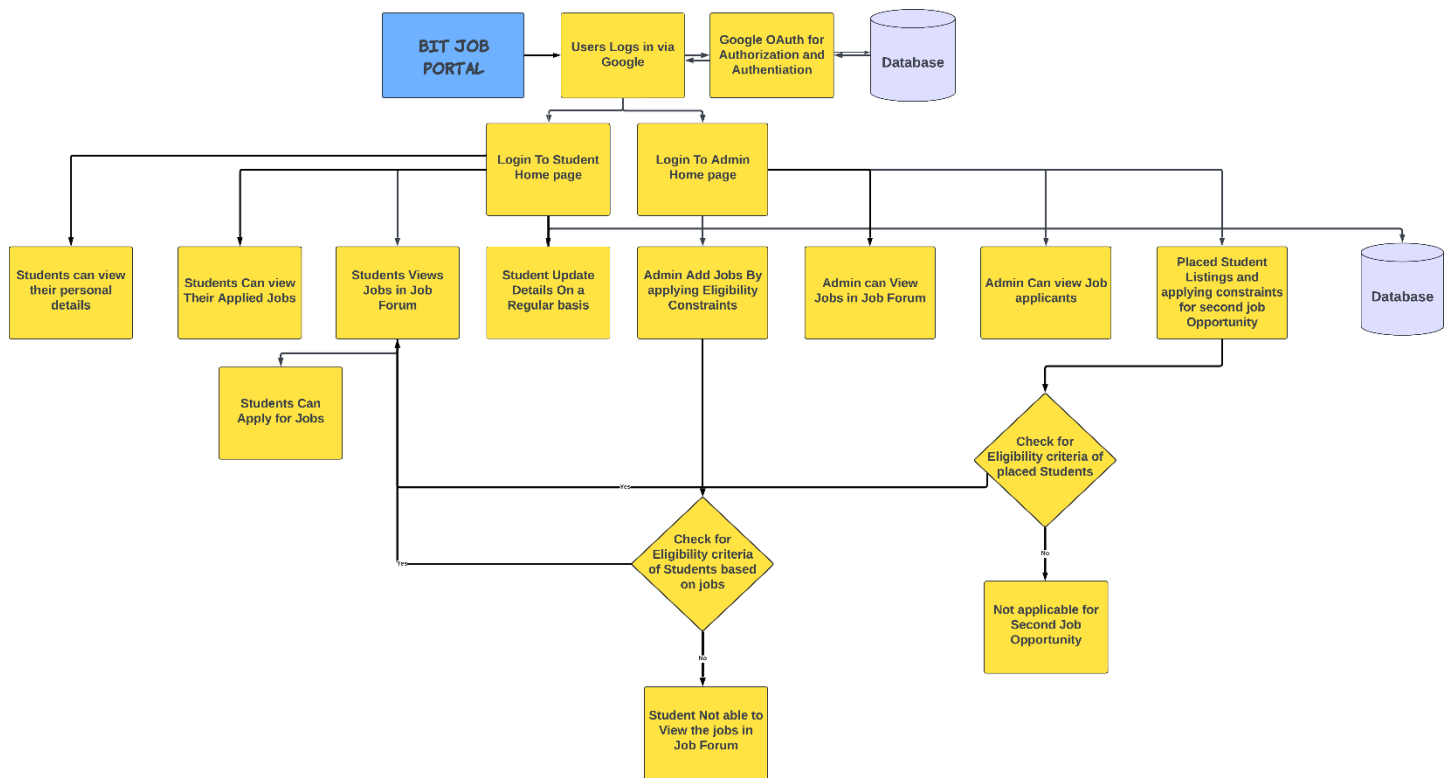 BIT JOB
PORTAL
Users Logs in via
Google
Google OAuth for
Authorization and
Authentiation
Database
Login To Student
Home page
Login To Admin
Home page
Students can view
their personal
details
Students Can view
Their Applied Jobs
Students Views
Jobs in Job
Forum
Student Update
Details On a
Regular basis
Admin Add Jobs By
applying Eligibility
Constraints
Admin can View
Jobs in Job Forum
Admin Can view Job
applicants
Placed Student
Listings and
applying constraints
for second job
Opportunity
Database
Students Can
Apply for Jobs
Check for
Eligibility criteria of
placed Students
Yes
Check for
Eligibility criteria
of Students based
on jobs
Yes
No
Not applicable for
Second Job
Opportunity
No
Student Not able to
View the jobs in
Job Forum